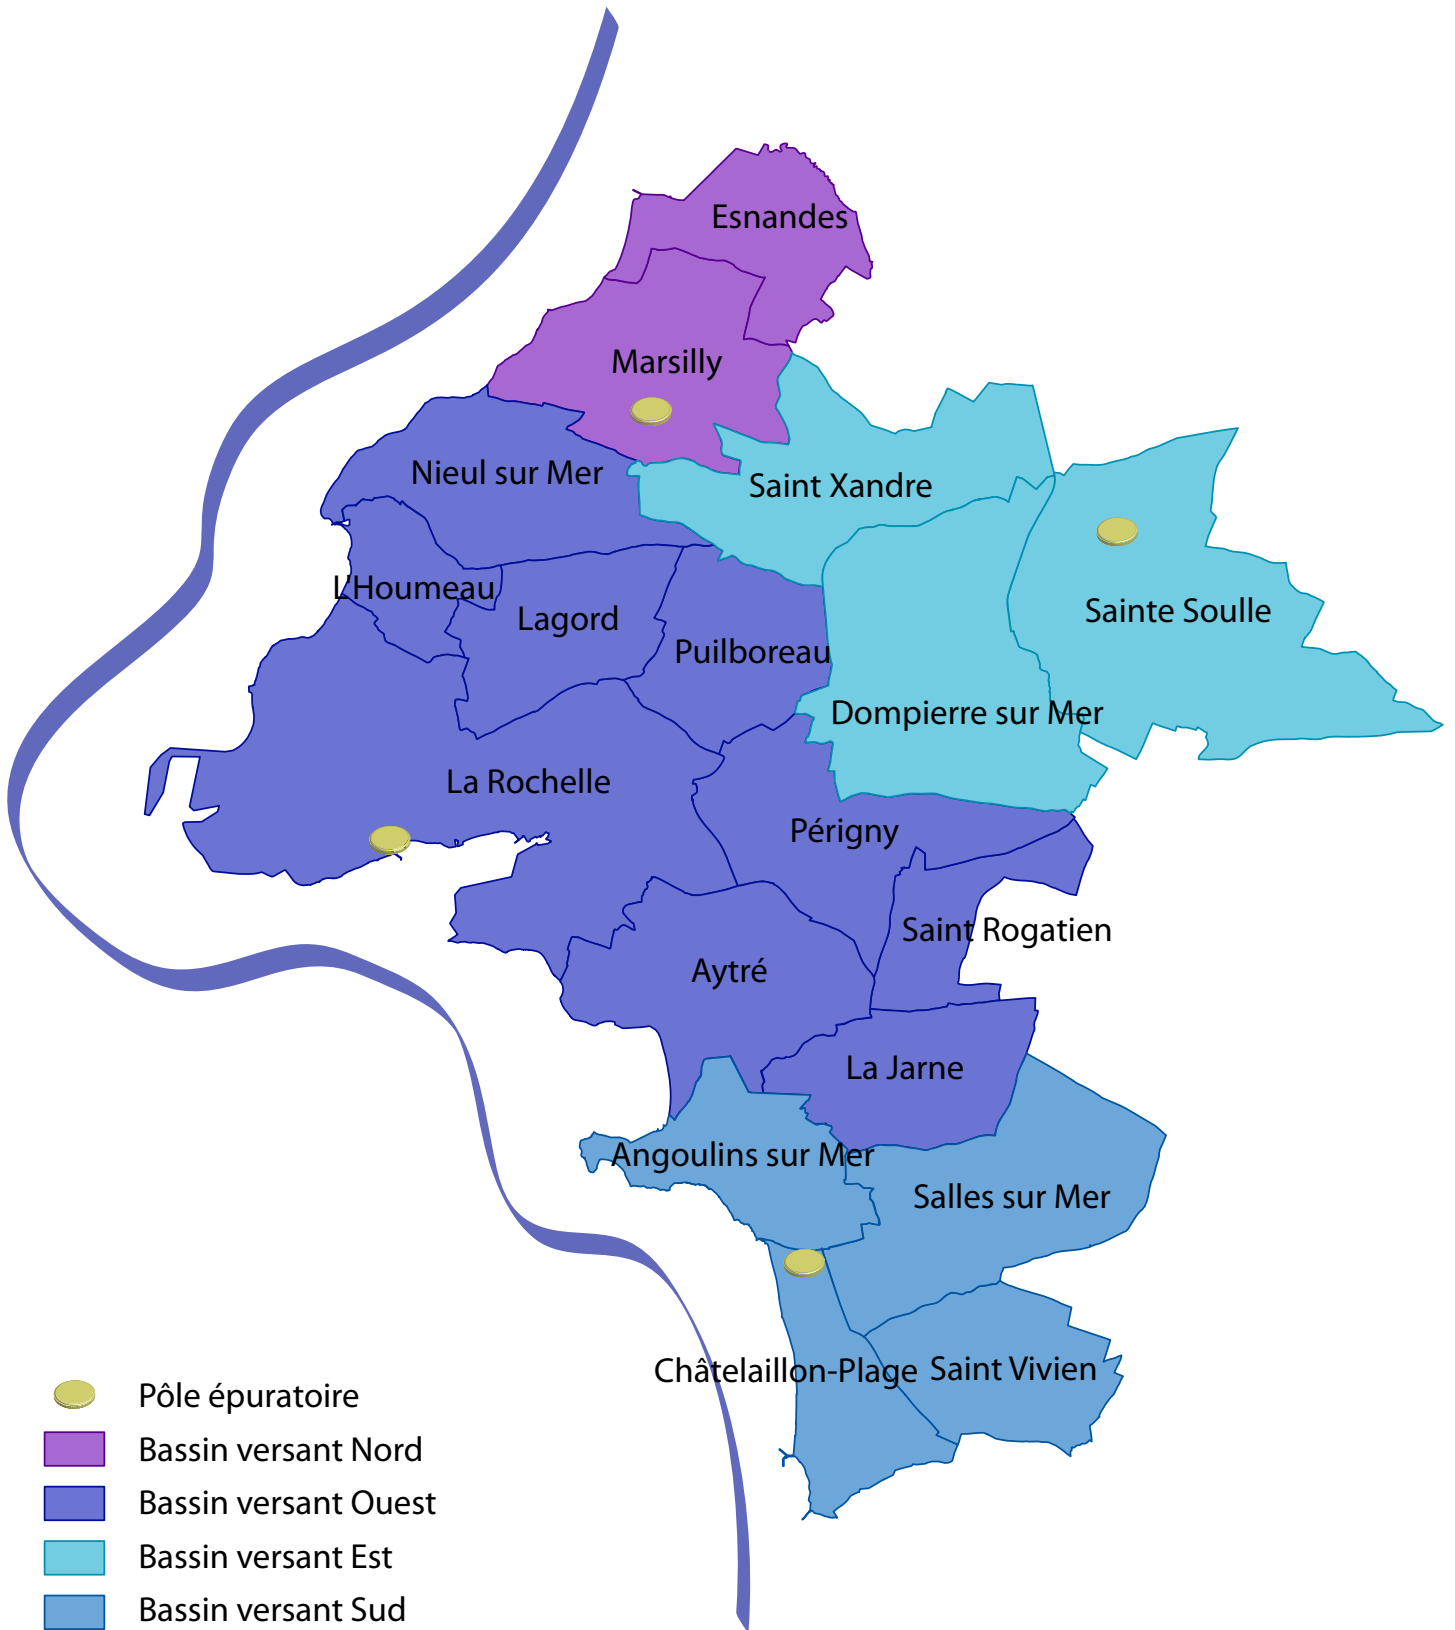 Esnandes
Marsilly
Nieul sur Mer
Saint Xandre
L'Houmeau
Lagord
Sainte Soulle
Puilboreau
Dompierre sur Mer
La Rochelle
Périgny
Saint Rogatien
Aytré
La Jarne
Angoulins sur Mer
Salles sur Mer
Châtelaillon-Plage
Saint Vivien
Pôle épuratoire
Bassin versant Nord
Bassin versant Ouest
Bassin versant Est
Bassin versant Sud